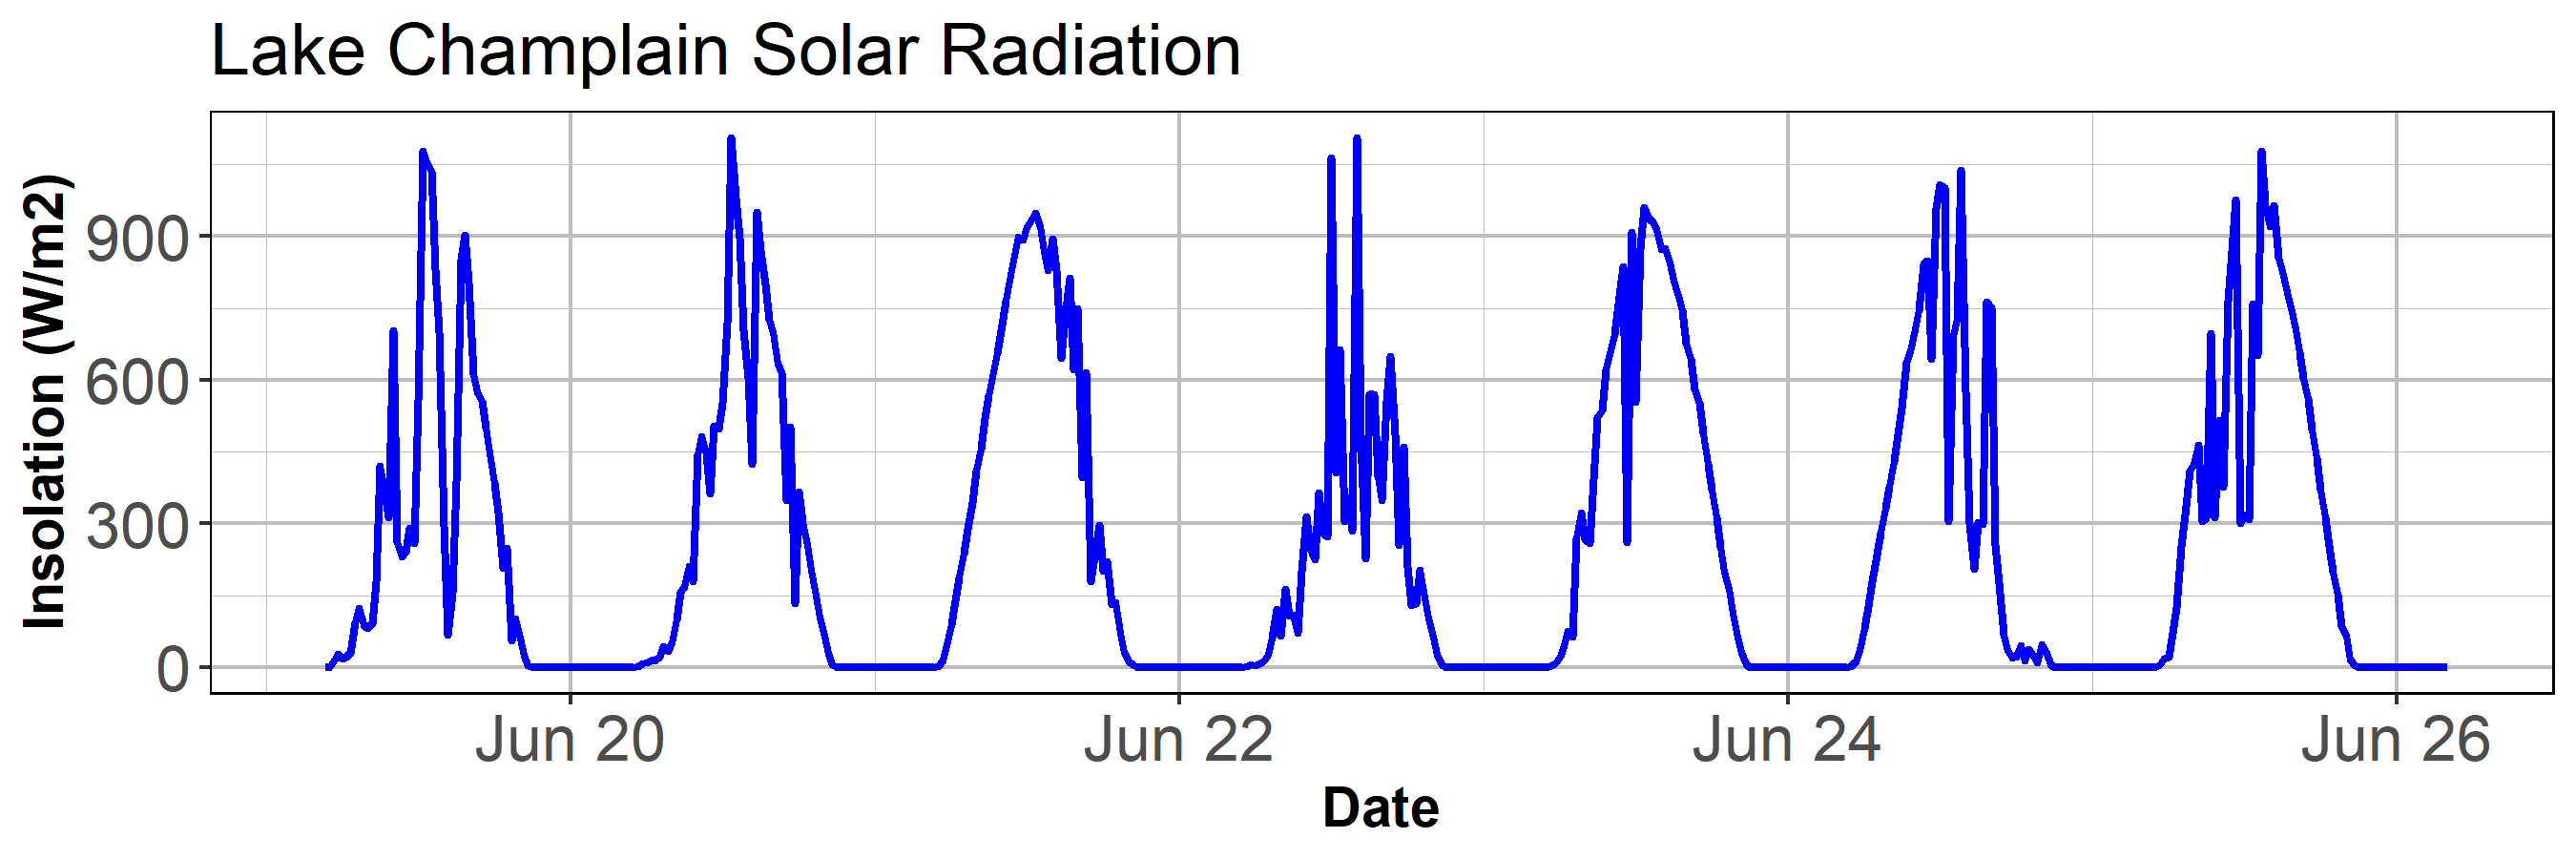 Lake Champlain Solar Radiation
Insolation (W/m2)
900
600
300
0
Jun 20
Jun 22
Jun 24
Jun 26
Date